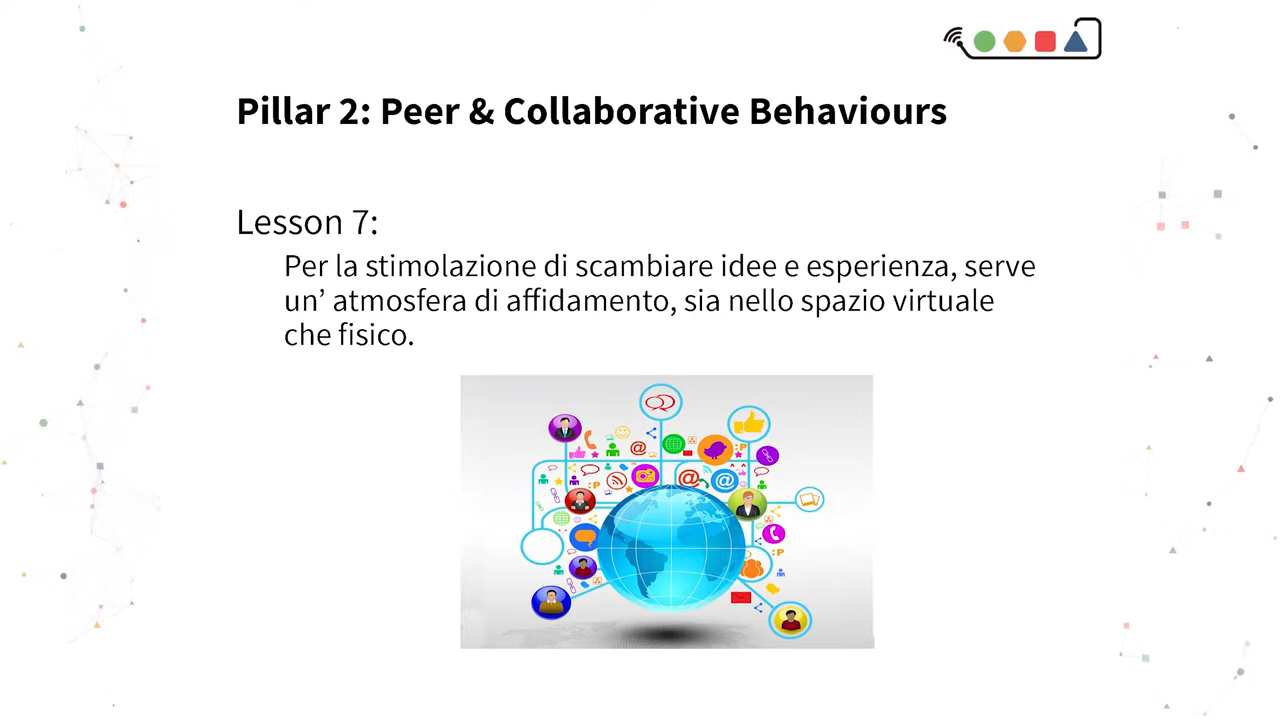 Pillar 2: Peer & Collaborative Behaviours
Lesson 7:
Per la stimolazione di scambiare idee e esperienza, serve
un’ atmosfera di affidamento, sia nello spazio virtuale
che fisico.